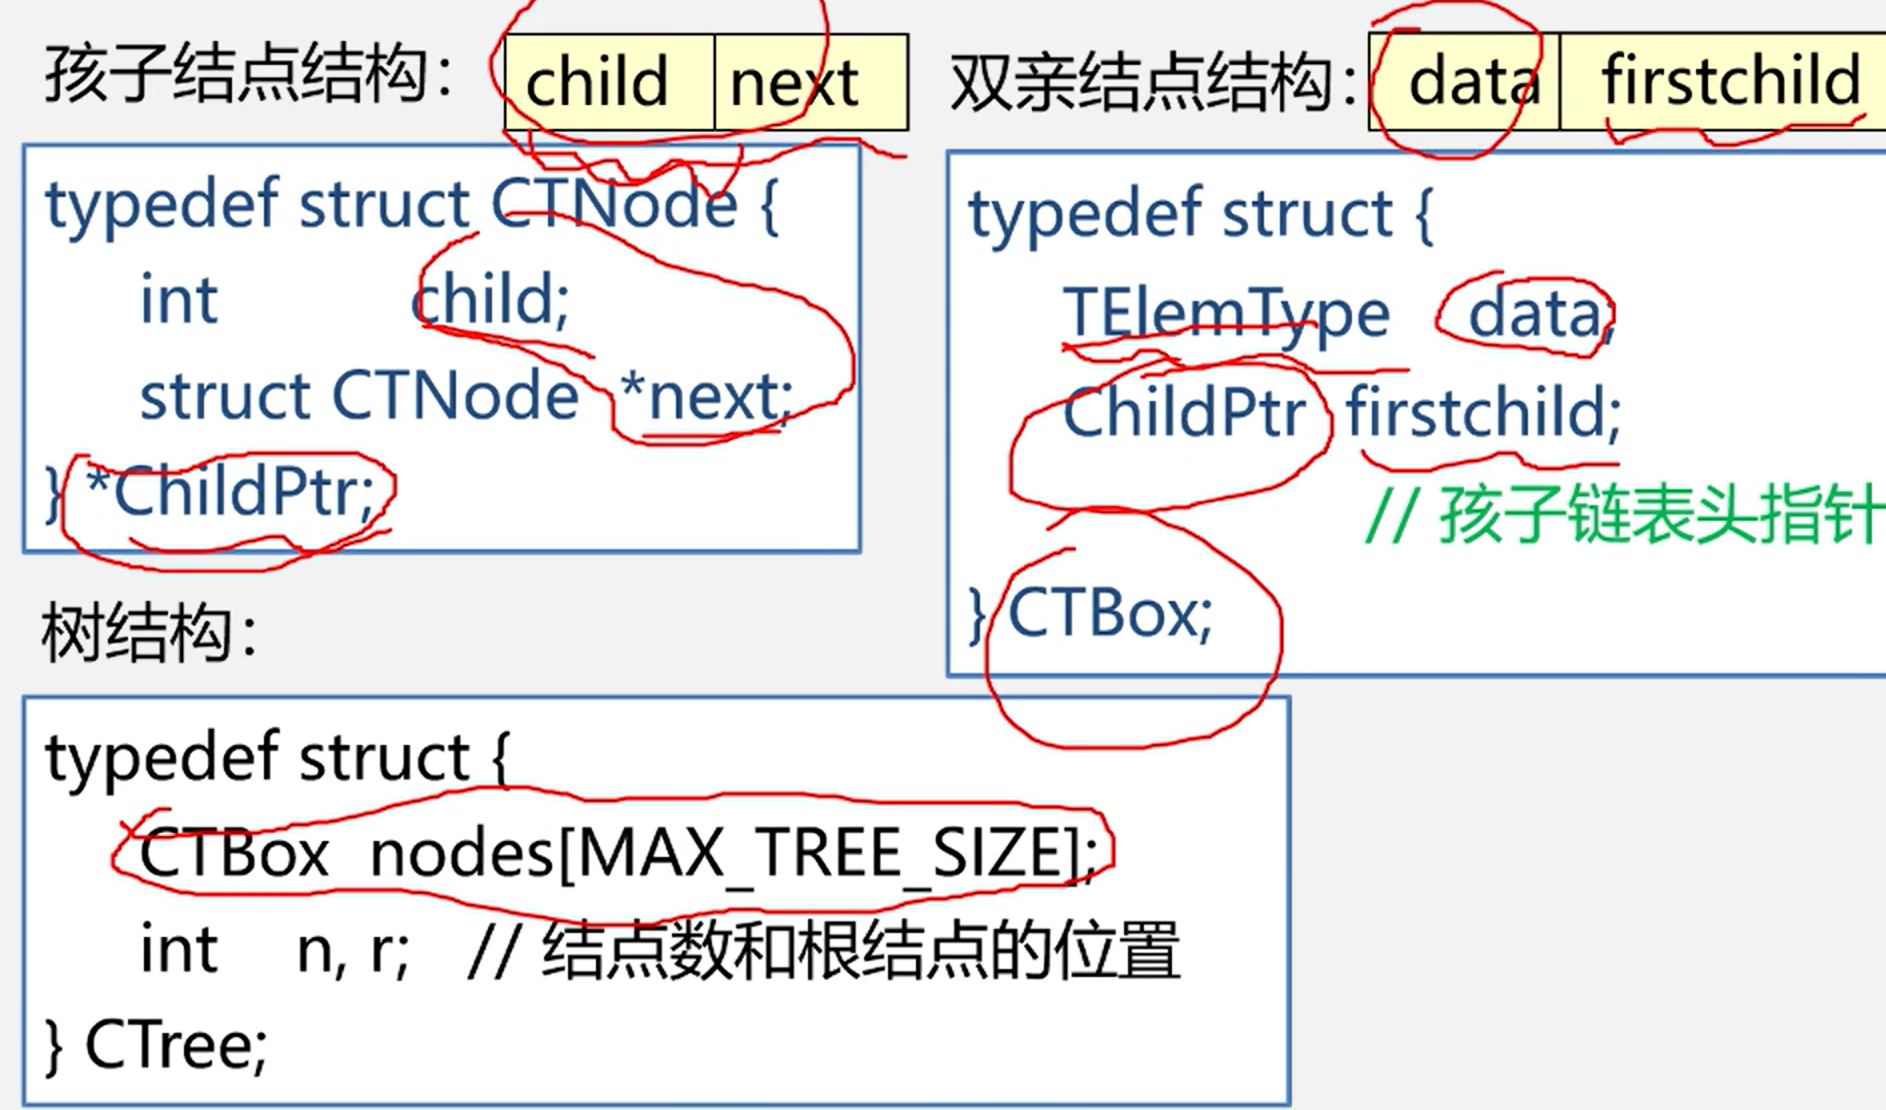 孩子结点结构： child next
双亲结点结构： data firstchild
typedef struct CTNode {
int child;
struct CTNode *next;
} *ChildPtr;
typedef struct {
TElemType data;
ChildPtr firstchild;
// 孩子链表头指针
} CTBox;
树结构：
typedef struct {
CTBox nodes[MAX_TREE_SIZE];
int n, r; // 结点数和根结点的位置
} CTree;